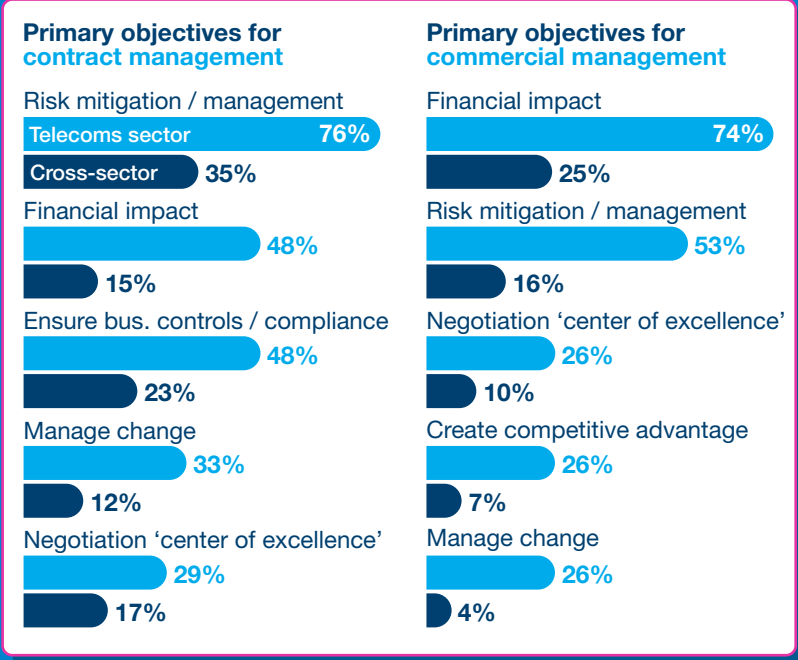 Primary objectives for
contract management
Risk mitigation / management
Telecoms sector 76%
Cross-sector 35%
Financial impact
48%
15%
Ensure bus. controls / compliance
48%
23%
Manage change
33%
12%
Negotiation ‘center of excellence’
29%
17%
Primary objectives for
commercial management
Financial impact
74%
25%
Risk mitigation / management
53%
16%
Negotiation ‘center of excellence’
26%
10%
Create competitive advantage
26%
7%
Manage change
26%
4%